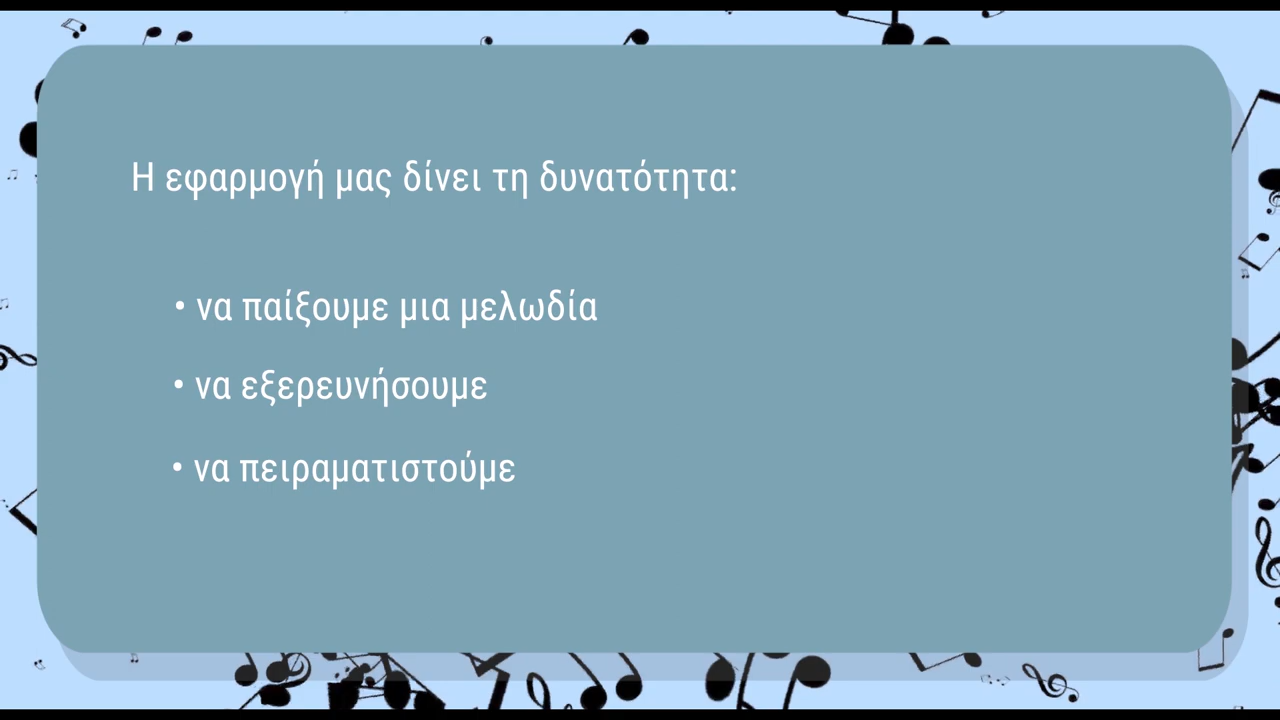 Η εφαρμογή μας δίνει τη δυνατότητα:
• να παίξουμε μια μελωδία
• να εξερευνήσουμε
• να πειραματιστούμε